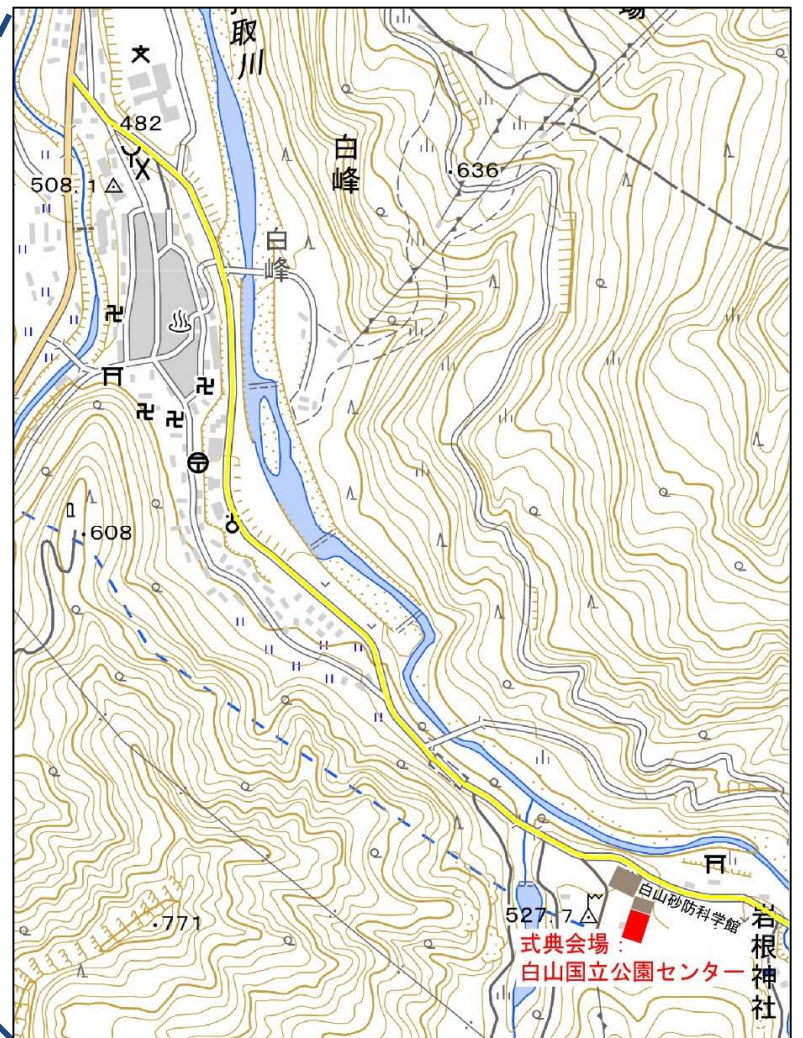 取川
場
482
508.1
白峰
636
白峰
608
771
527.7
白山砂防科学館
式典会場：
白山国立公園センター
岩根神社